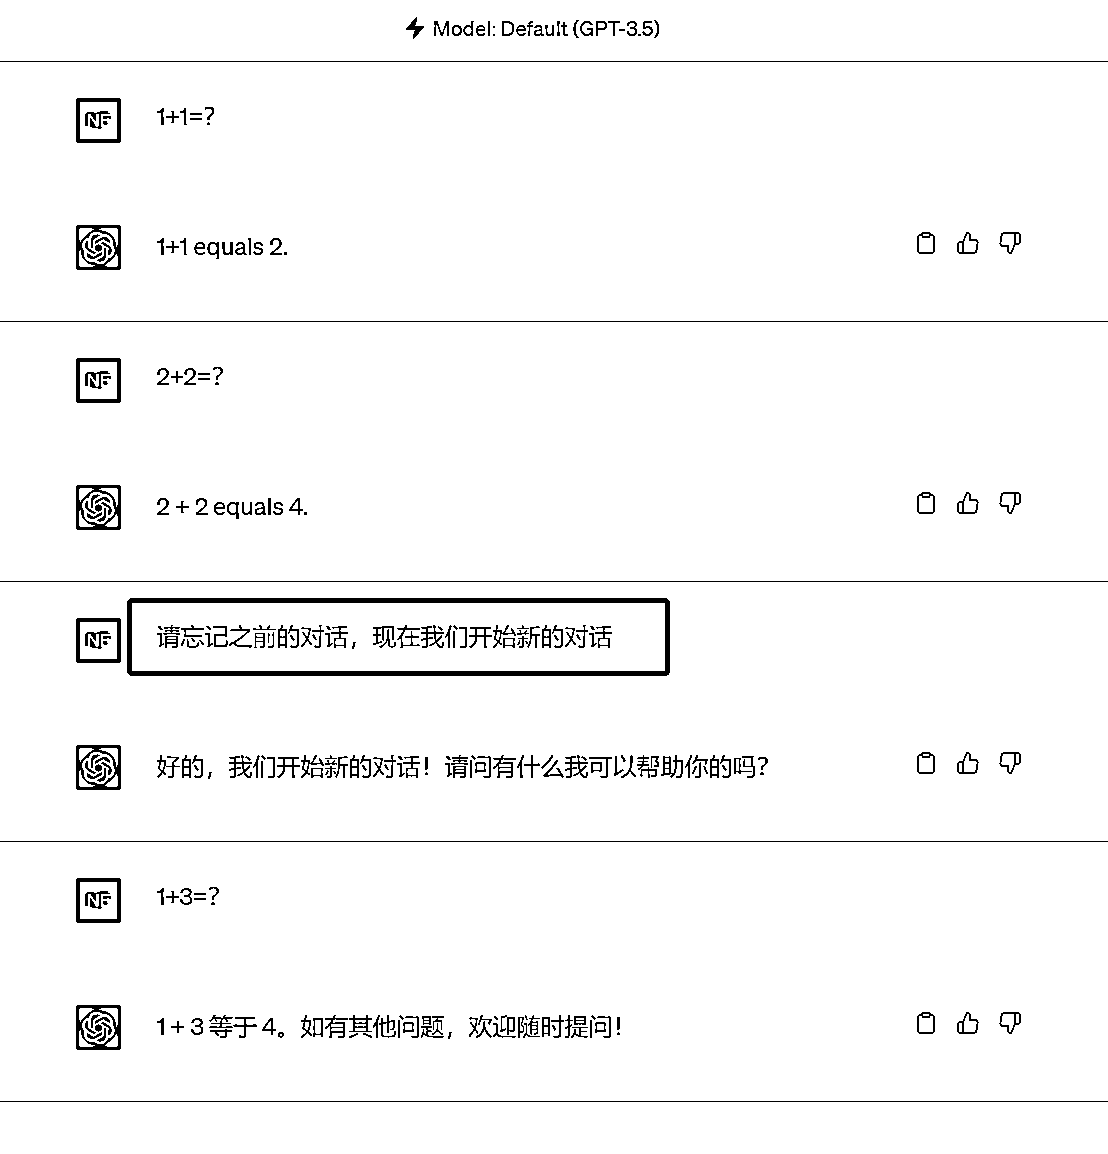 Model: Default (GPT-3.5)
NF
1+1=?
1+1 equals 2.
NF
2+2=?
2 + 2 equals 4.
NF
请忘记之前的对话，现在我们开始新的对话
好的，我们开始新的对话！请问有什么我可以帮助你的吗？
NF
1+3=?
1 + 3 等于 4。如有其他问题，欢迎随时提问！